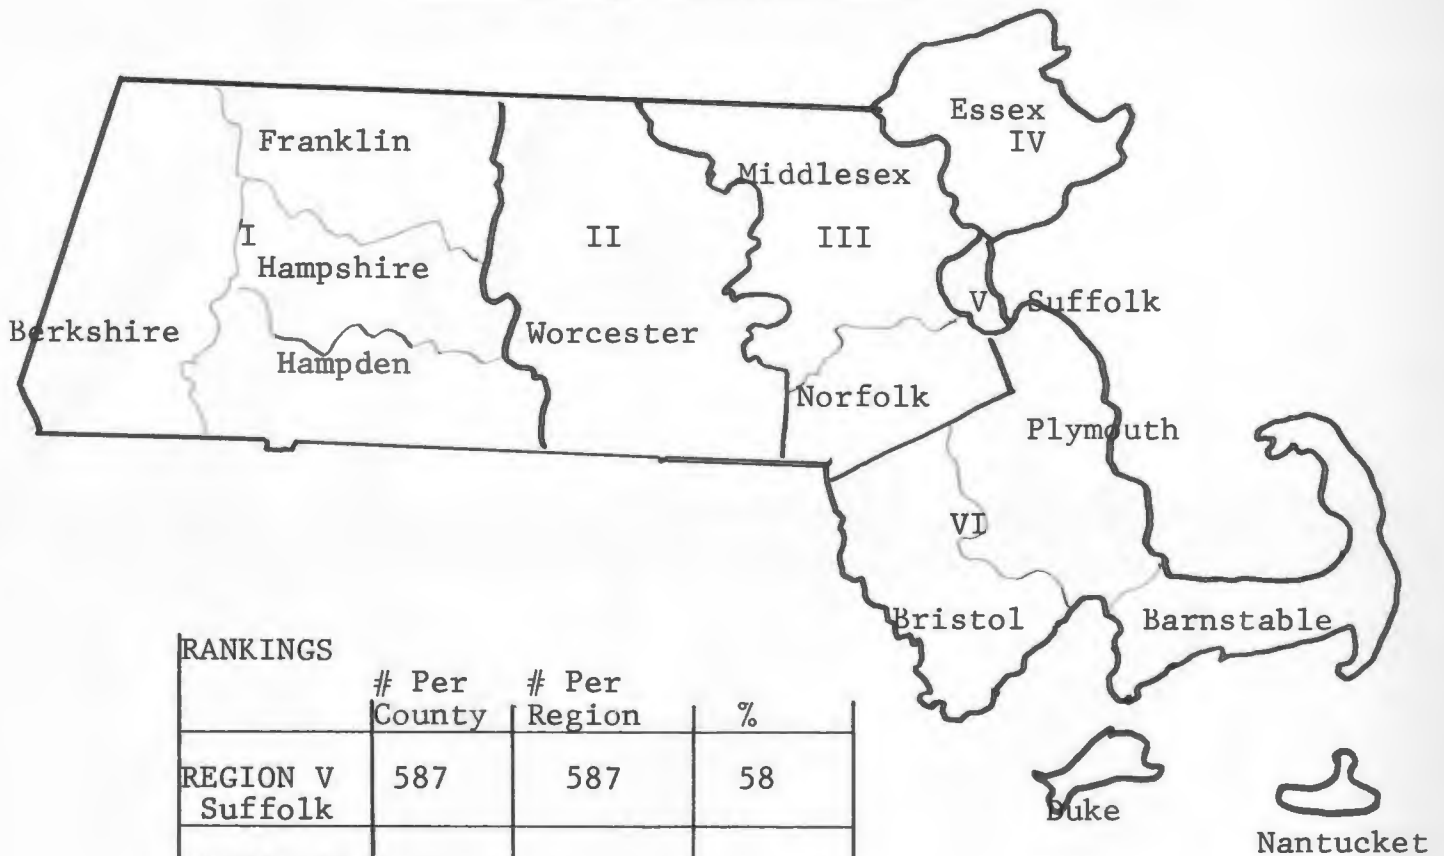 Essex
IV
Franklin
Middlesex
I
II
III
Hampshire
V Suffolk
Berkshire
Worcester
Hampden
Norfolk
Plymouth
VI
Bristol
Barnstable
Duke
Nantucket
RANKINGS
# Per County
# Per Region
%
REGION V
Suffolk
587
587
58